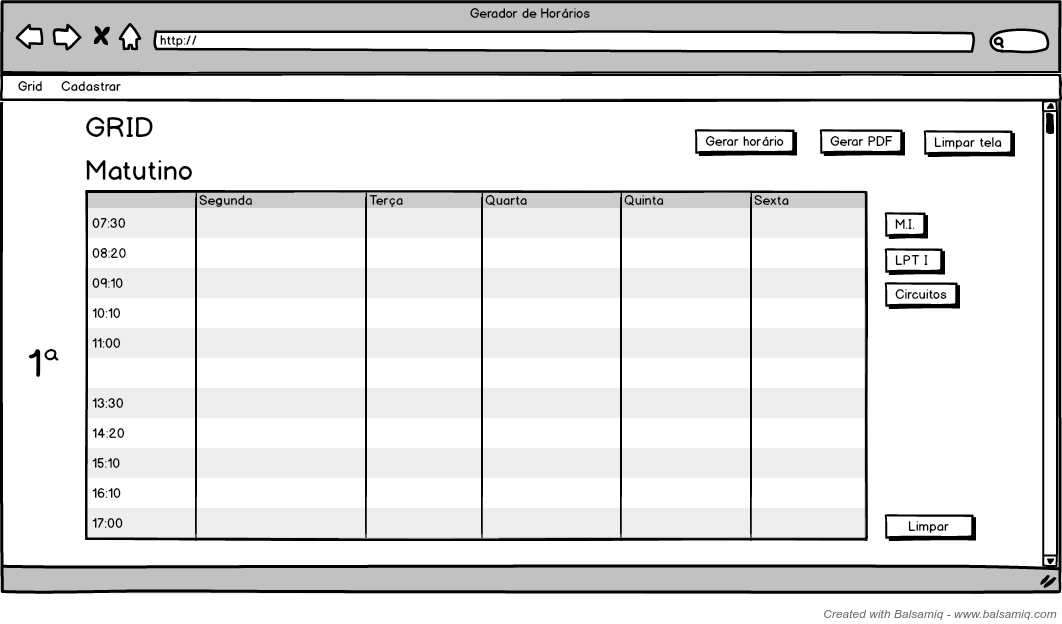 Gerador de Horários
http://
Grid Cadastrar
GRID
Gerar horário Gerar PDF Limpar tela
Matutino
Segunda Terça Quarta Quinta Sexta
07:30
M.I.
08:20
LPT I
09:10
Circuitos
10:10
11:00
1ª
13:30
14:20
15:10
16:10
17:00
Limpar
Created with Balsamiq - www.balsamiq.com